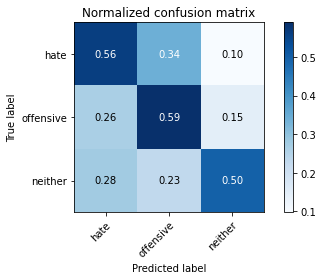 Normalized confusion matrix
hate 0.56 0.34 0.10
offensive 0.26 0.59 0.15
neither 0.28 0.23 0.50
hate offensive neither
True label
Predicted label
0.5
0.4
0.3
0.2
0.1